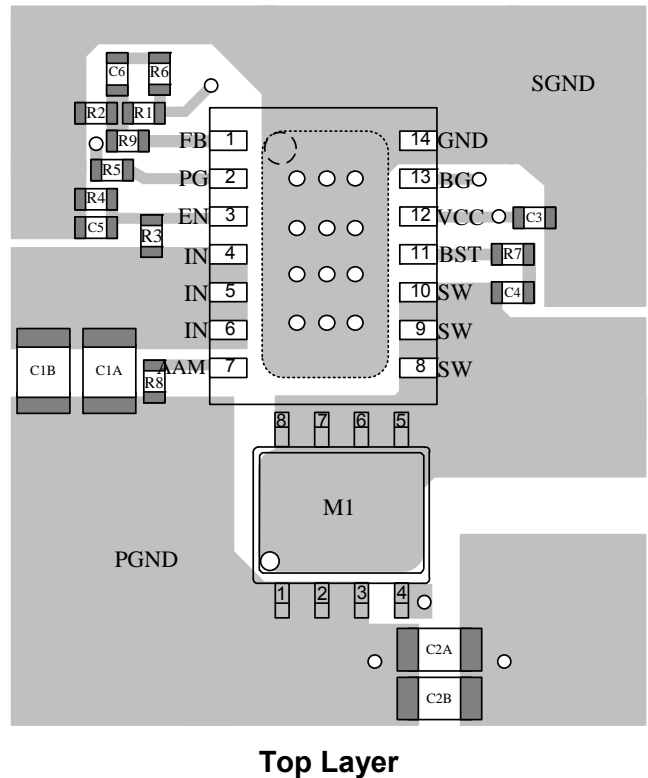 C6 R6
SGND
R2 R1
R9 FB 1 14 GND
R5 PG 2 13 BG
R4
C5 EN 3 12 VCC C3
R3
IN 4 11 BST R7
IN 5 10 SW C4
IN 6 9 SW
C1B C1A R8 AAM 7 8 SW
8 7 6 5
M1
PGND
1 2 3 4
C2A
C2B
Top Layer